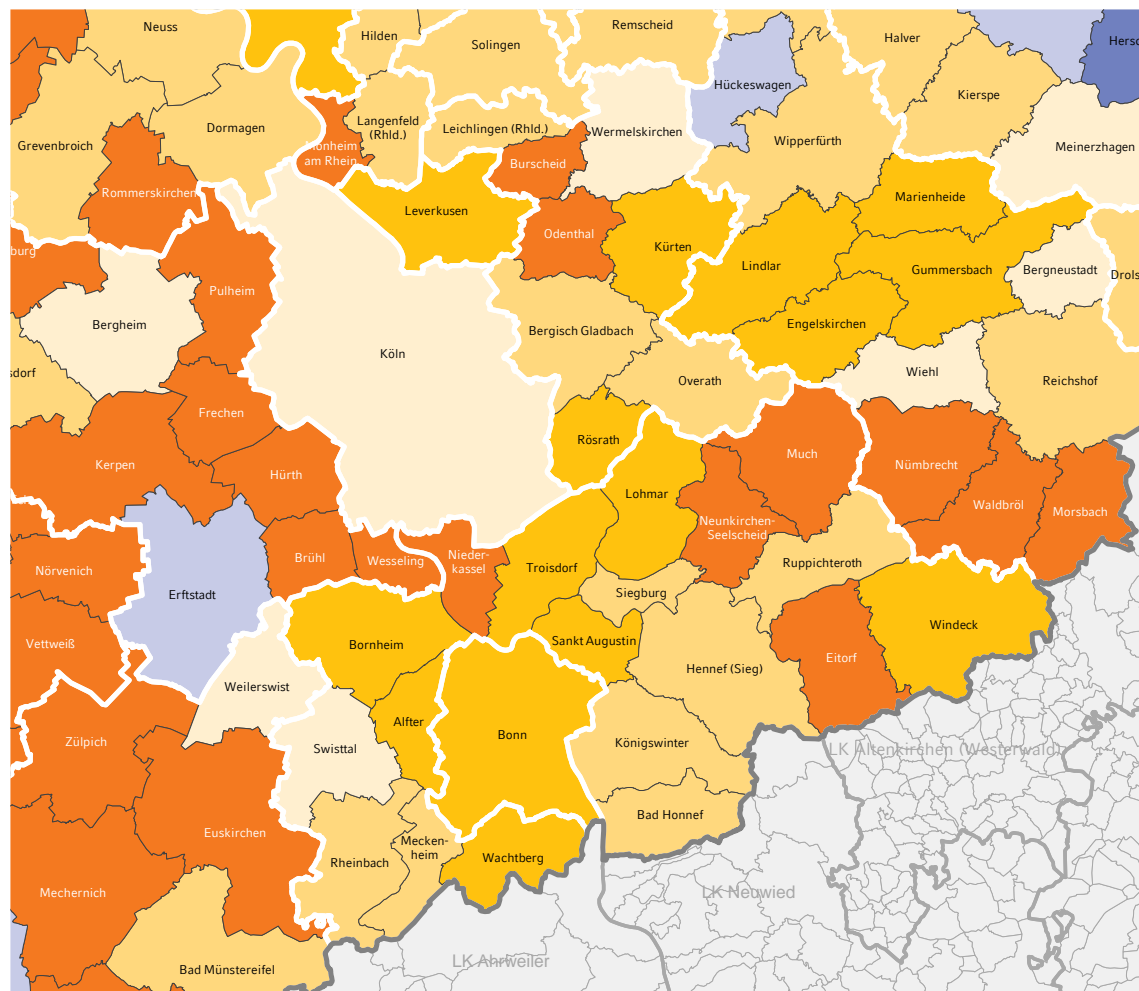 Neuss
Hilden
Solingen
Remscheid
Halver
Hückeswagen
Kierspe
Langenfeld
(Rhld.)
Leichlingen (Rhld.)
Wermelskirchen
Dormagen
Grevenbroich
Monheim
am Rhein
Burscheid
Wipperfürth
Meinerzhagen
Rommerskirchen
Leverkusen
Odenthal
Kürten
Marienheide
Lindlar
Gummersbach
Bergneustadt
Pulheim
Bergheim
Köln
Bergisch Gladbach
Engelskirchen
Wiehl
Reichshof
Overath
Frechen
Rösrath
Kerpen
Hürth
Much
Nümbrecht
Lohmar
Neunkirchen-
Seelscheid
Waldbröl
Morsbach
Nörvenich
Brühl
Wesseling
Nieder-
kassel
Troisdorf
Ruppichteroth
Erftstadt
Siegburg
Vettweiß
Bornheim
Sankt Augustin
Windeck
Eitorf
Hennef (Sieg)
Weilerswist
Alfter
Bonn
Zülpich
Swisttal
Königswinter
LK Altenkirchen (Westerwald)
Bad Honnef
Euskirchen
Rheinbach
Mecken-
heim
Wachtberg
Mechernich
LK Neuwied
LK Ahrweiler
Bad Münstereifel